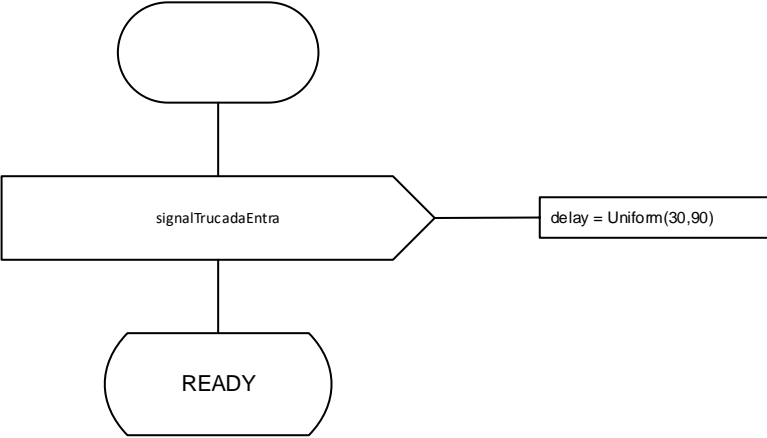 signalTrucadaEntra
delay = Uniform(30,90)
READY